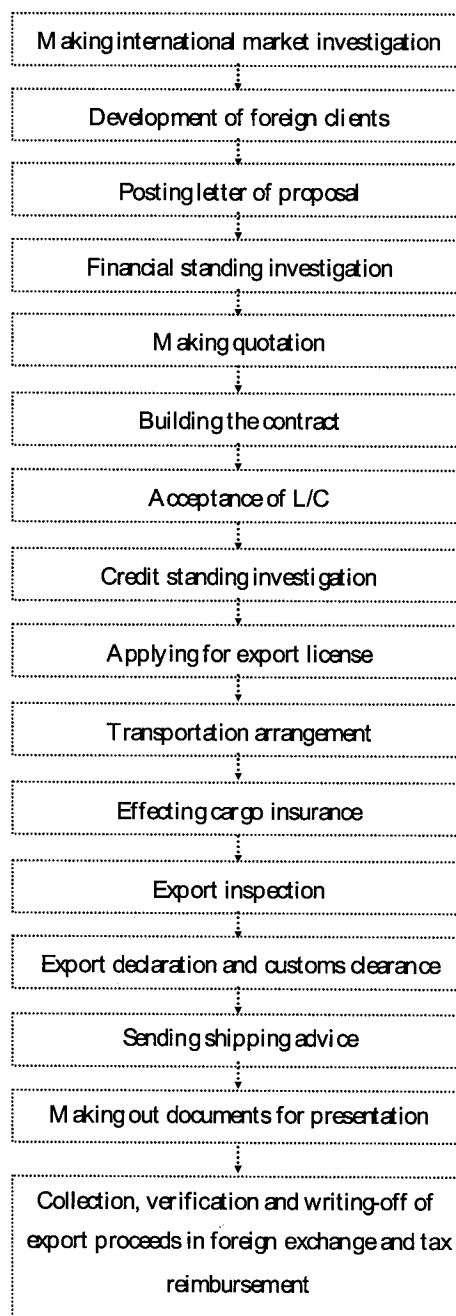 Making international market investigation
Development of foreign clients
Posting letter of proposal
Financial standing investigation
Making quotation
Building the contract
Acceptance of L/C
Credit standing investigation
Applying for export license
Transportation arrangement
Effecting cargo insurance
Export inspection
Export declaration and customs clearance
Sending shipping advice
Making out documents for presentation
Collection, verification and writing-off of
export proceeds in foreign exchange and tax
reimbursement